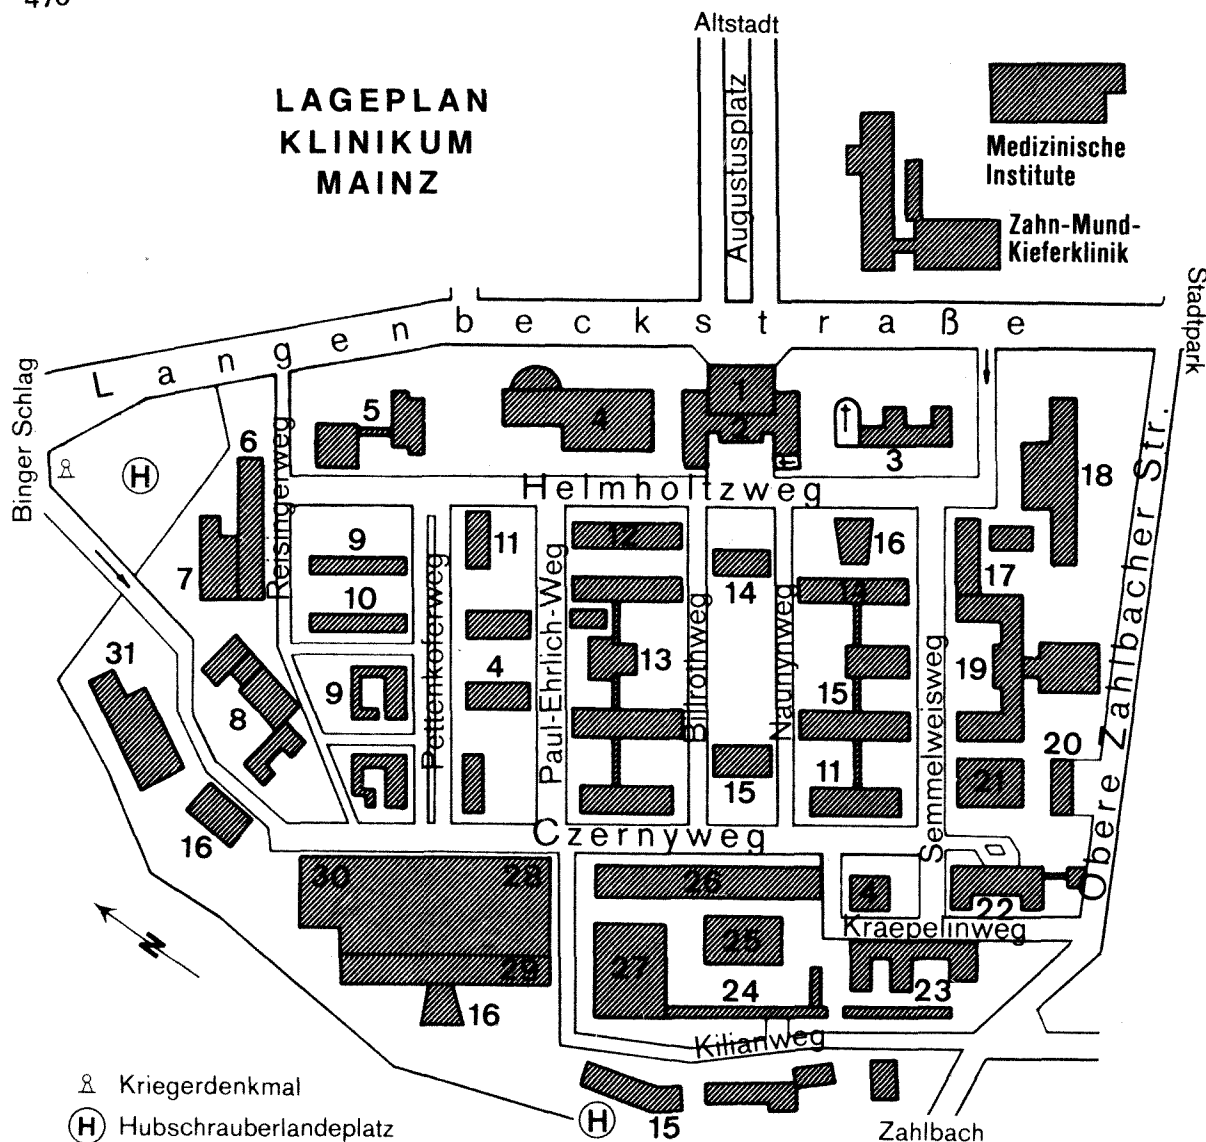 Altstadt
LAGEPLAN
KLINIKUM
MAINZ
Augustusplatz
Medizinische
Institute
Zahn-Mund-
Kieferklinik
Stadtpark
Langenbeckstraße
Binger Schlag
1
2
3
4
5
6
7
H
Reisingerweg
Helmholtzweg
18
Obere Zahlbacher Str.
9
10
11
12
14
16
14
17
Pettenkoferweg
Paul-Ehrlich-Weg
Billrothweg
Naunynweg
Semmelweisweg
31
8
9
4
13
15
19
20
15
11
21
16
Czernyweg
30
28
26
4
22
Kraepelinweg
N
29
27
25
24
23
16
Kilianweg
Kriegerdenkmal
H Hubschrauberlandeplatz
H
15
Zahlbach